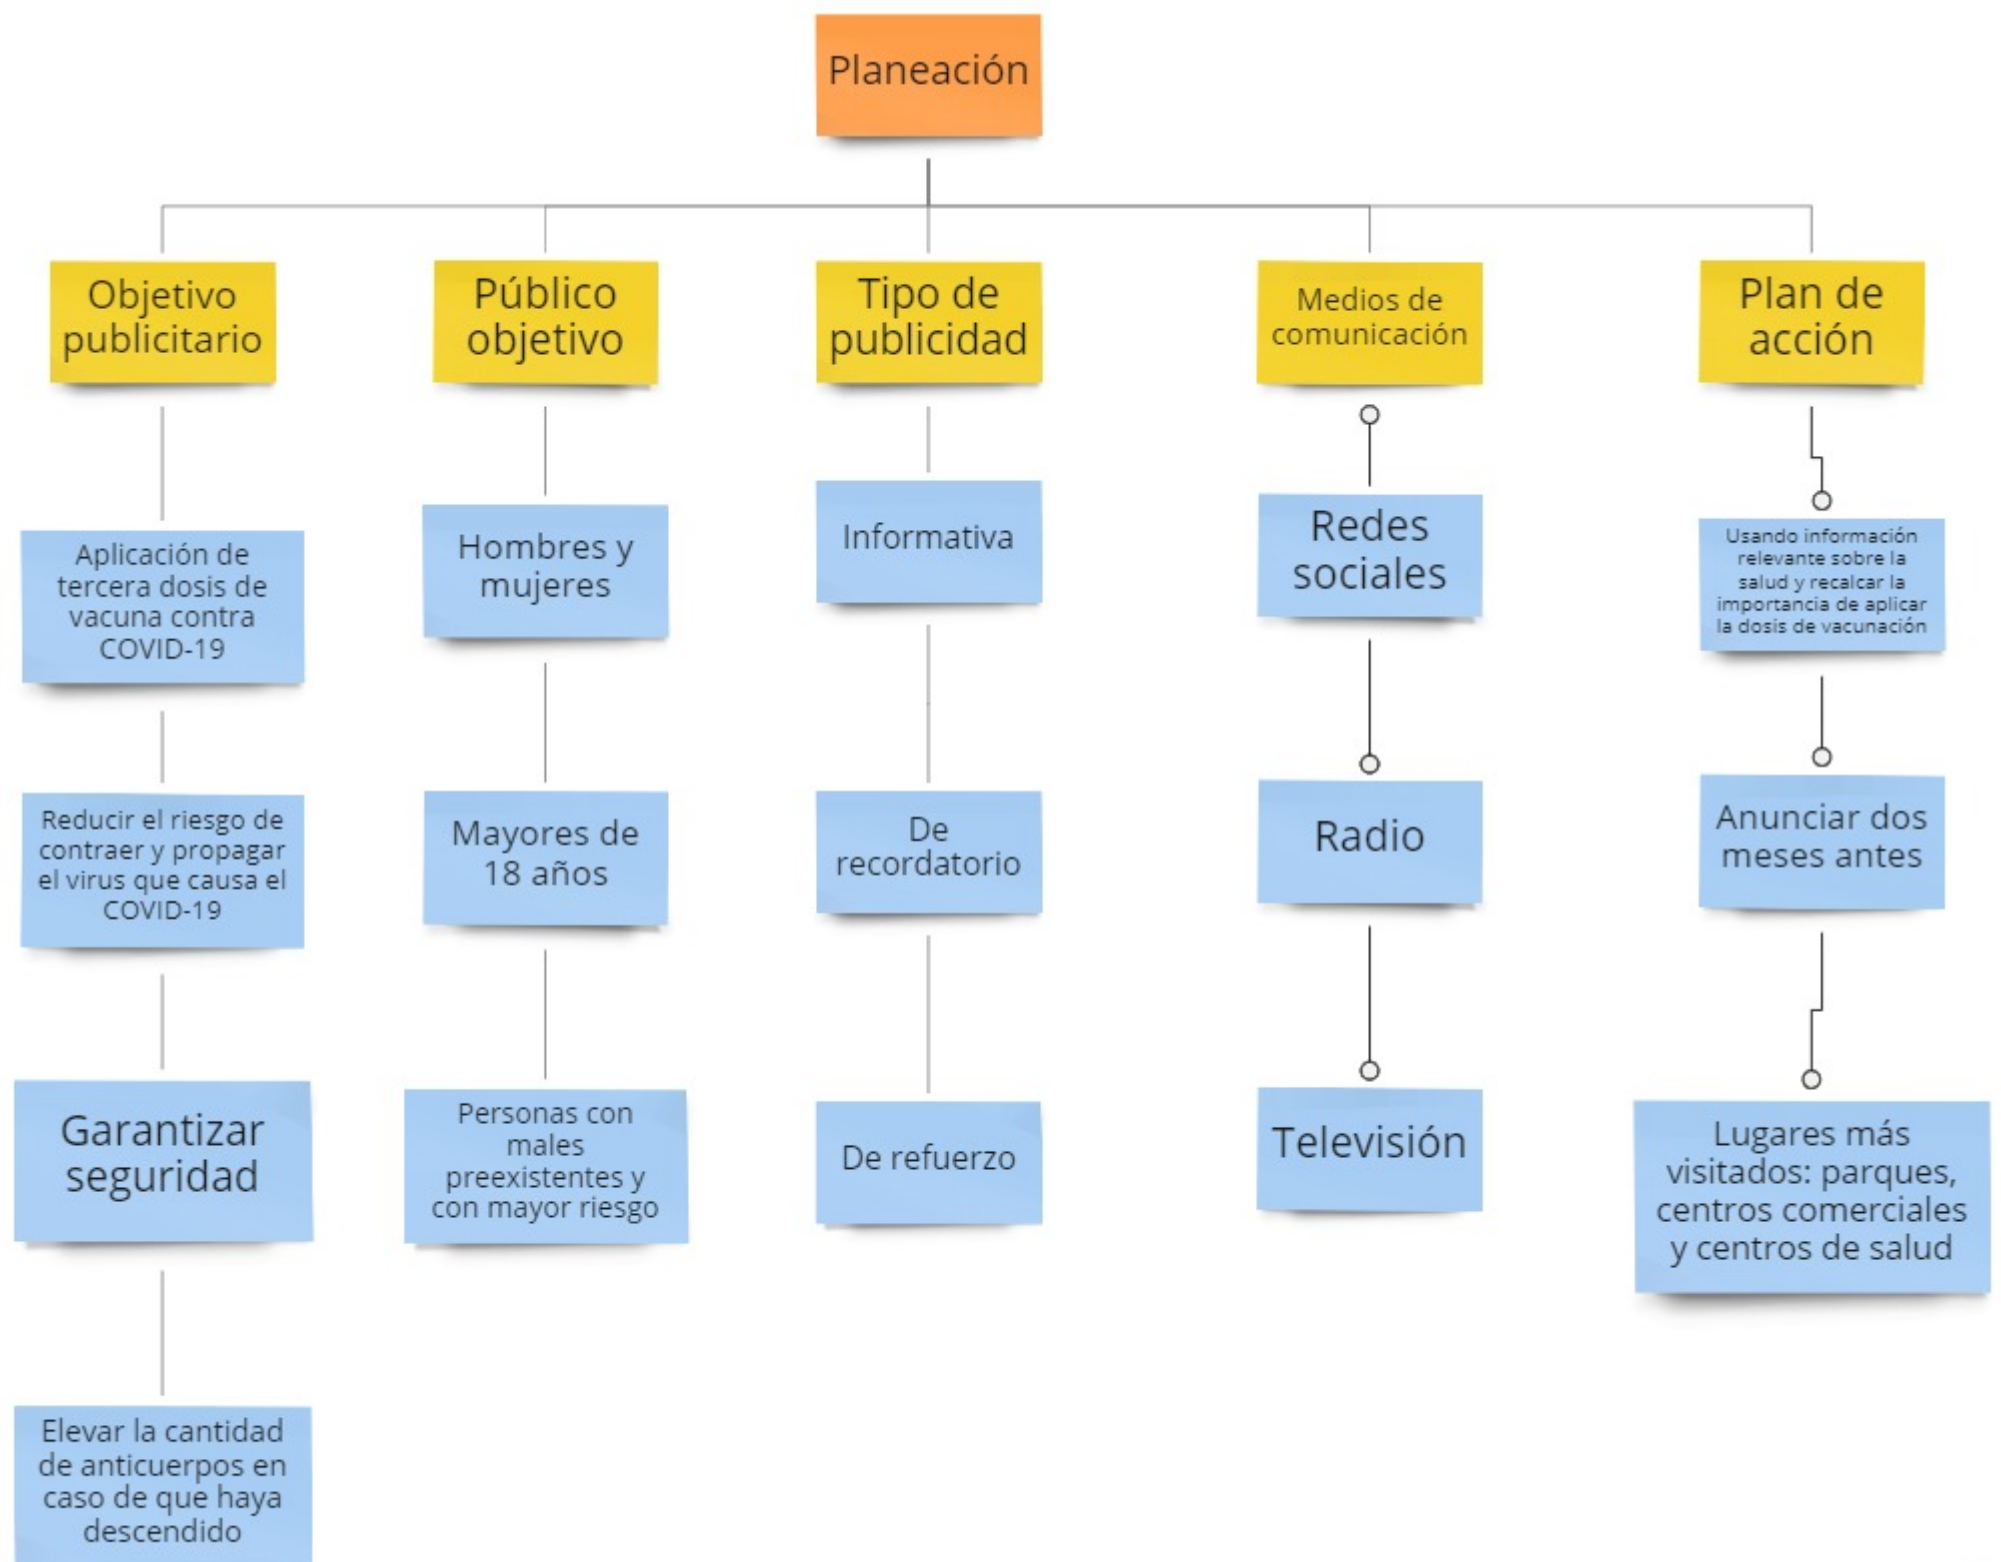 Planeación
Objetivo
publicitario
Aplicación de
tercera dosis de
vacuna contra
COVID-19
Reducir el riesgo de
contraer y propagar
el virus que causa el
COVID-19
Garantizar
seguridad
Elevar la cantidad
de anticuerpos en
caso de que haya
descendido
Público
objetivo
Hombres y
mujeres
Mayores de
18 años
Personas con
males
preexistentes y
con mayor riesgo
Tipo de
publicidad
Informativa
De
recordatorio
De refuerzo
Medios de
comunicación
Redes
sociales
Radio
Televisión
Plan de
acción
Usando información
relevante sobre la
salud y recalcar la
importancia de aplicar
la dosis de vacunación
Anunciar dos
meses antes
Lugares más
visitados: parques,
centros comerciales
y centros de salud